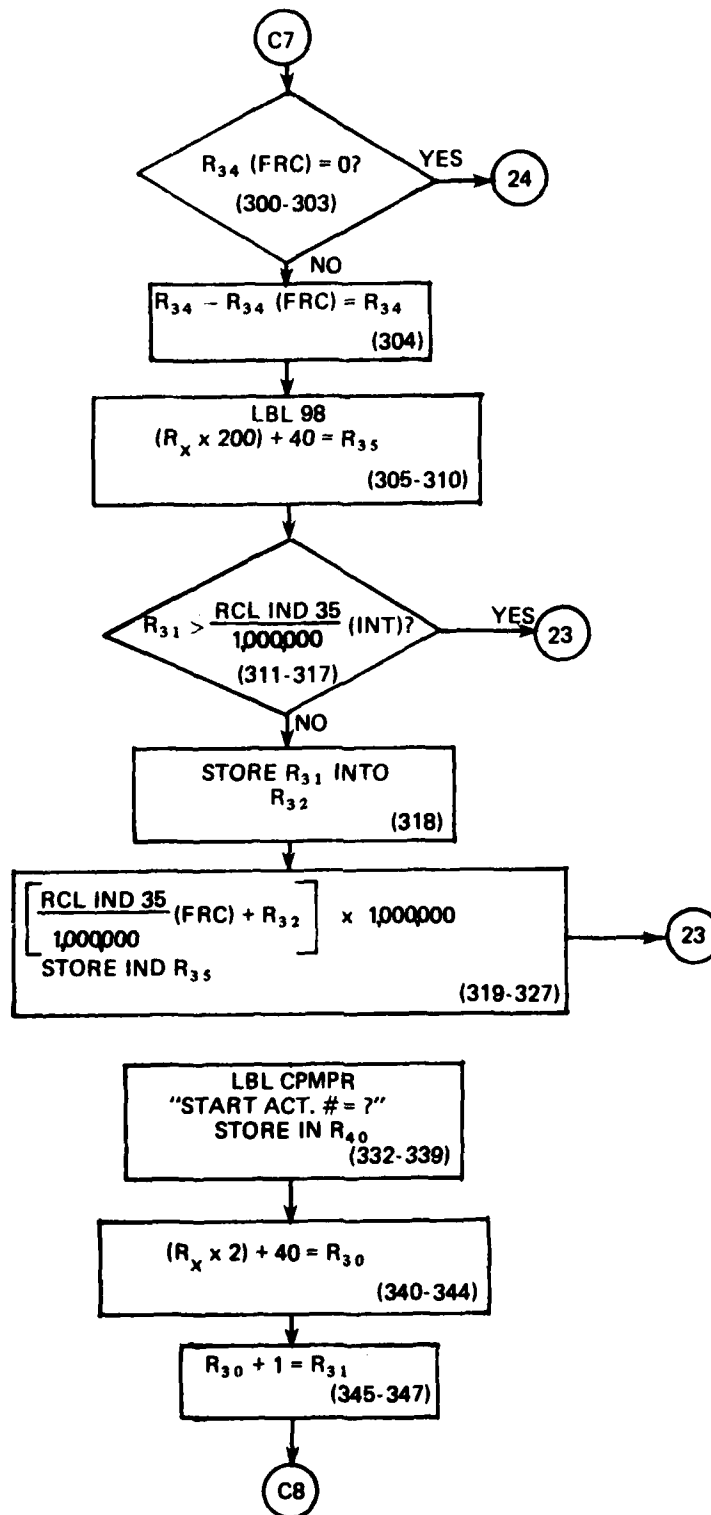 C7
R₃₄ (FRC) = 0?
YES
24
(300-303)
NO
R₃₄ – R₃₄ (FRC) = R₃₄
(304)
LBL 98
(Rₓ x 200) + 40 = R₃₅
(305-310)
R₃₁ > RCL IND 35 (INT)?
1,000,000
YES
23
(311-317)
NO
STORE R₃₁ INTO
R₃₂
(318)
[RCL IND 35 (FRC) + R₃₂] x 1,000,000
1,000,000
23
STORE IND R₃₅
(319-327)
LBL CPMPR
"START ACT. # = ?"
STORE IN R₄₀
(332-339)
(Rₓ x 2) + 40 = R₃₀
(340-344)
R₃₀ + 1 = R₃₁
(345-347)
C8